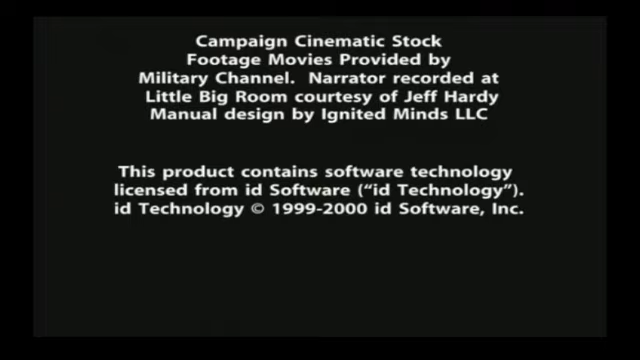 Campaign Cinematic Stock
Footage Movies Provided by
Military Channel.  Narrator recorded at
Little Big Room courtesy of Jeff Hardy
Manual design by Ignited Minds LLC
This product contains software technology
licensed from id Software (“id Technology”).
id Technology © 1999-2000 id Software, Inc.